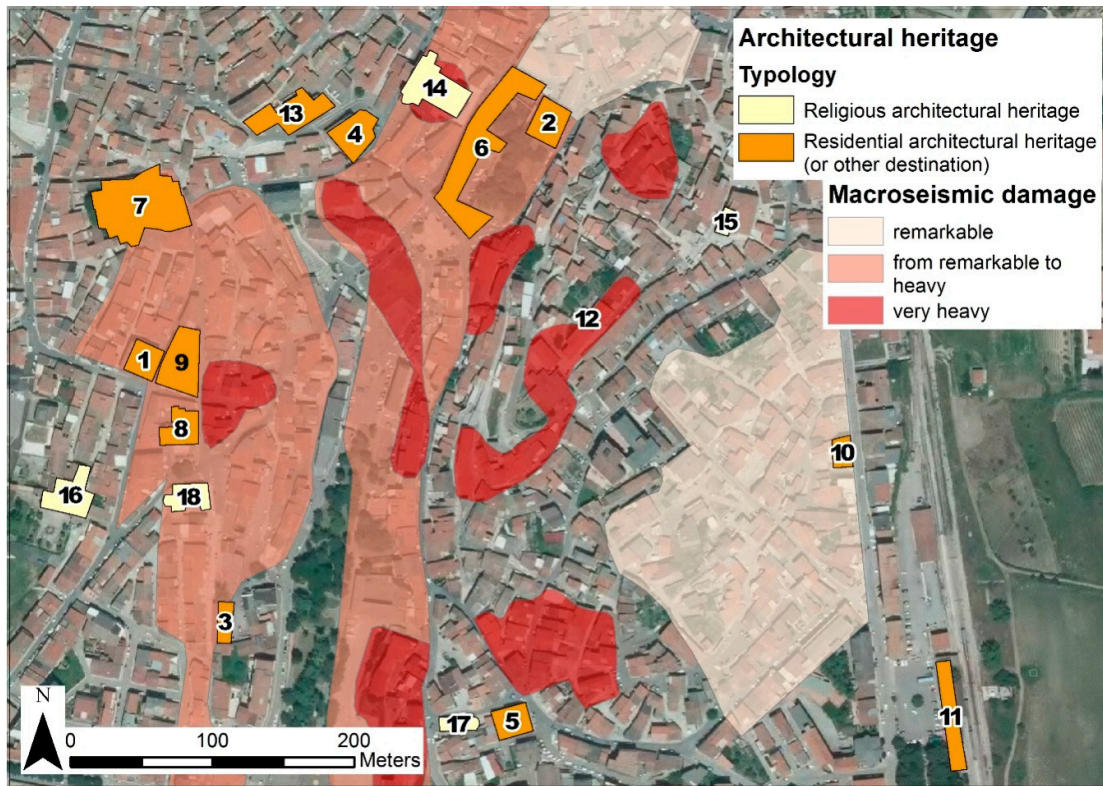 Architectural heritage
Typology
Religious architectural heritage
Residential architectural heritage
(or other destination)
Macroseismic damage
remarkable
from remarkable to
heavy
very heavy
14
13
4
2
6
7
15
12
1
9
8
10
16
18
3
17
5
11
N
0 100 200
Meters